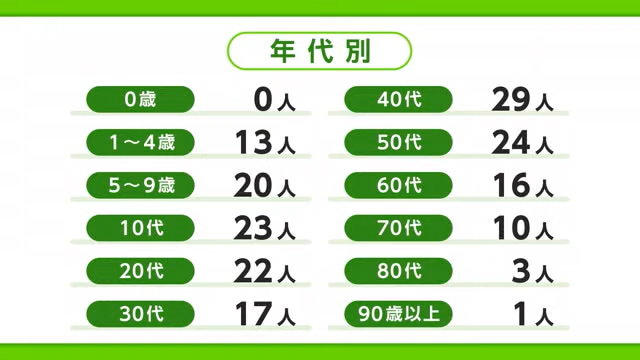 年代別
0歳 0人
1～4歳 13人
5～9歳 20人
10代 23人
20代 22人
30代 17人
40代 29人
50代 24人
60代 16人
70代 10人
80代 3人
90歳以上 1人